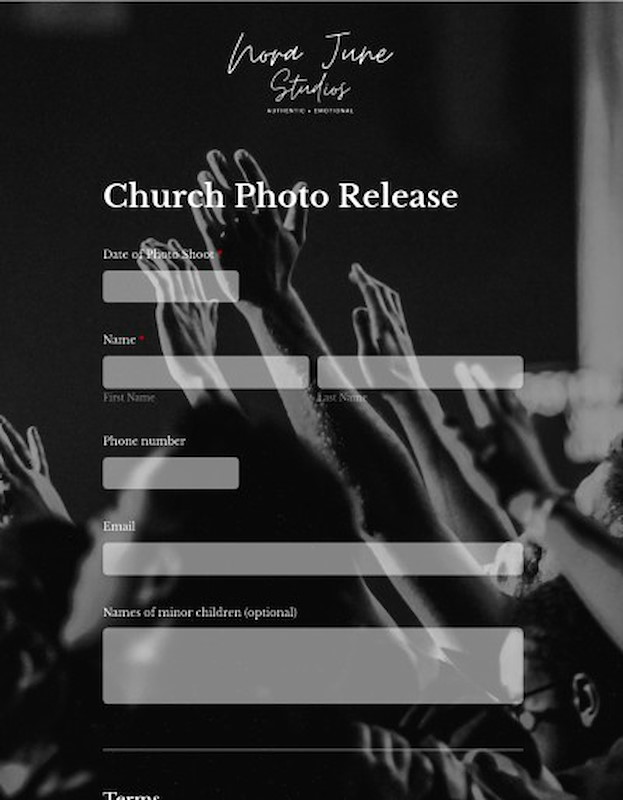 Nora June
Studios
AUTHENTIC • EMOTIONAL
Church Photo Release
Date of Photo Shoot *
Name *
First Name
Last Name
Phone number
Email
Names of minor children (optional)
Terms